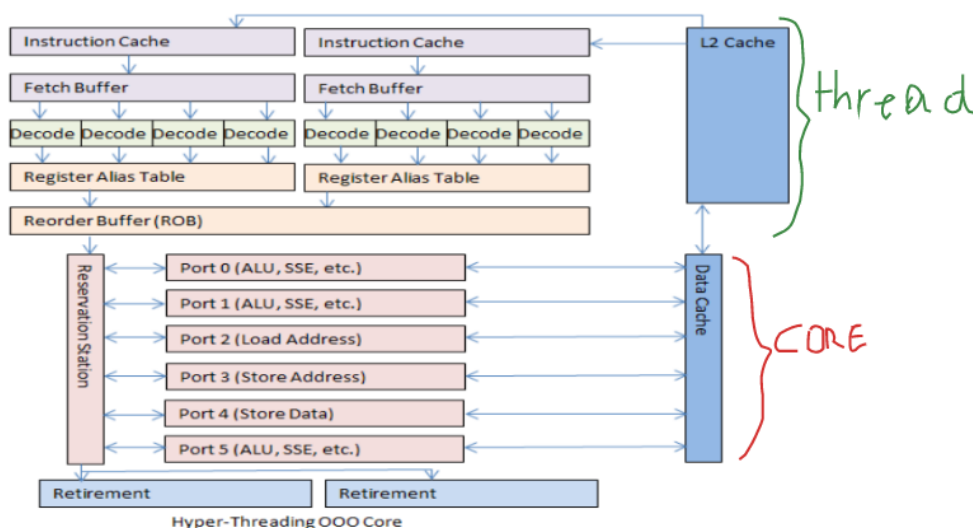 Instruction Cache
Instruction Cache
L2 Cache
thread
Fetch Buffer
Fetch Buffer
Decode Decode Decode Decode
Decode Decode Decode Decode
Register Alias Table
Register Alias Table
Reorder Buffer (ROB)
Reservation Station
Port 0 (ALU, SSE, etc.)
Port 1 (ALU, SSE, etc.)
Port 2 (Load Address)
Port 3 (Store Address)
Port 4 (Store Data)
Port 5 (ALU, SSE, etc.)
Data Cache
CORE
Retirement
Retirement
Hyper-Threading OOO Core